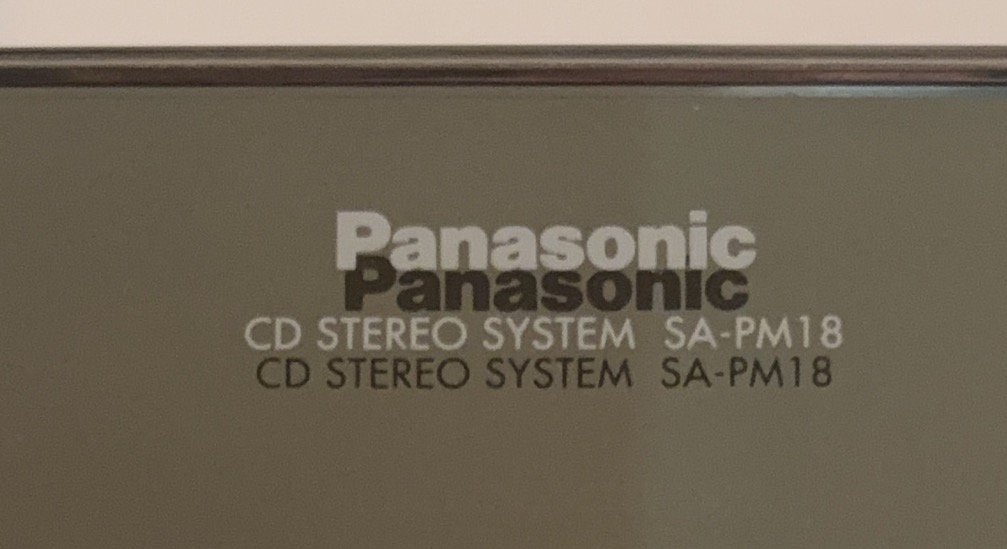 Panasonic
Panasonic
CD STEREO SYSTEM SA-PM18
CD STEREO SYSTEM SA-PM18